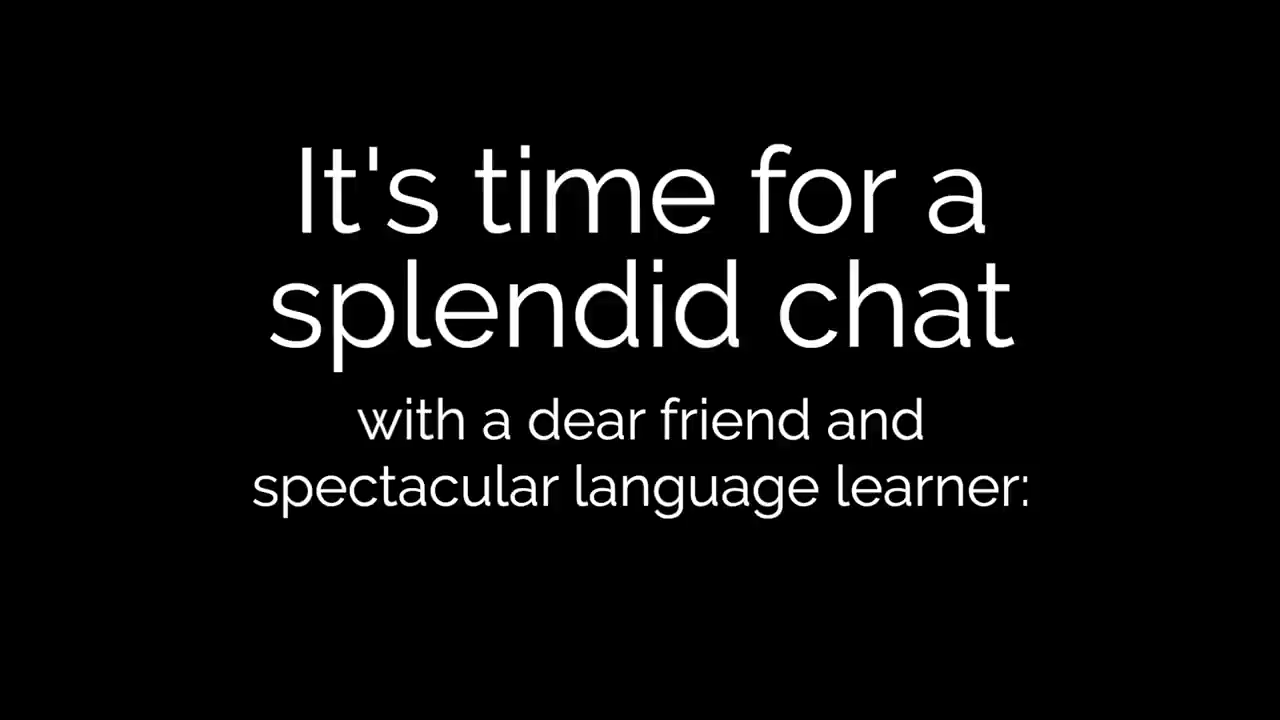 It's time for a
splendid chat
with a dear friend and
spectacular language learner: